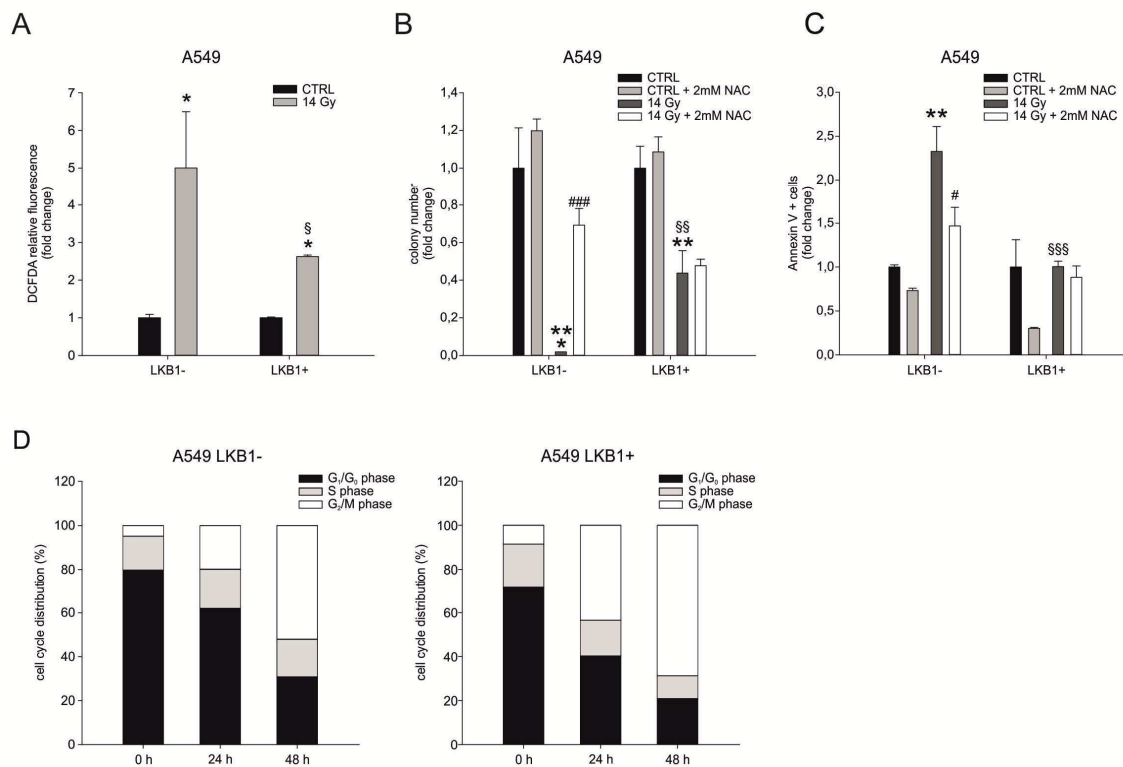 A
A549
CTRL
14 Gy
DCFDA relative fluorescence
(fold change)
7
6
5
4
3
2
1
0
*
§
*
LKB1-
LKB1+
B
A549
CTRL
CTRL + 2mM NAC
14 Gy
14 Gy + 2mM NAC
colony number
(fold change)
1,4
1,2
1,0
0,8
0,6
0,4
0,2
0,0
**
*
###
§§
**
LKB1-
LKB1+
C
A549
CTRL
CTRL + 2mM NAC
14 Gy
14 Gy + 2mM NAC
Annexin V + cells
(fold change)
3,0
2,5
2,0
1,5
1,0
0,5
0,0
**
#
§§§
LKB1-
LKB1+
D
A549 LKB1-
G₁/G₀ phase
S phase
G₂/M phase
cell cycle distribution (%)
120
100
80
60
40
20
0
0 h
24 h
48 h
A549 LKB1+
G₁/G₀ phase
S phase
G₂/M phase
cell cycle distribution (%)
120
100
80
60
40
20
0
0 h
24 h
48 h